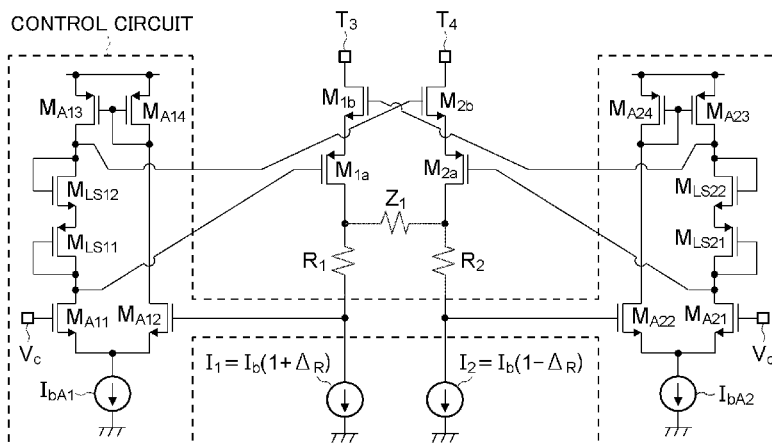 CONTROL CIRCUIT
T3 T4
MA13 MA14 M1b M2b MA24 MA23
MLS12 M1a M2a MLS22
Z1
MLS11 R1 R2 MLS21
MA11 MA12 MA22 MA21
Vc Vc
IbA1 I1 = Ib(1+ΔR) I2 = Ib(1-ΔR) IbA2